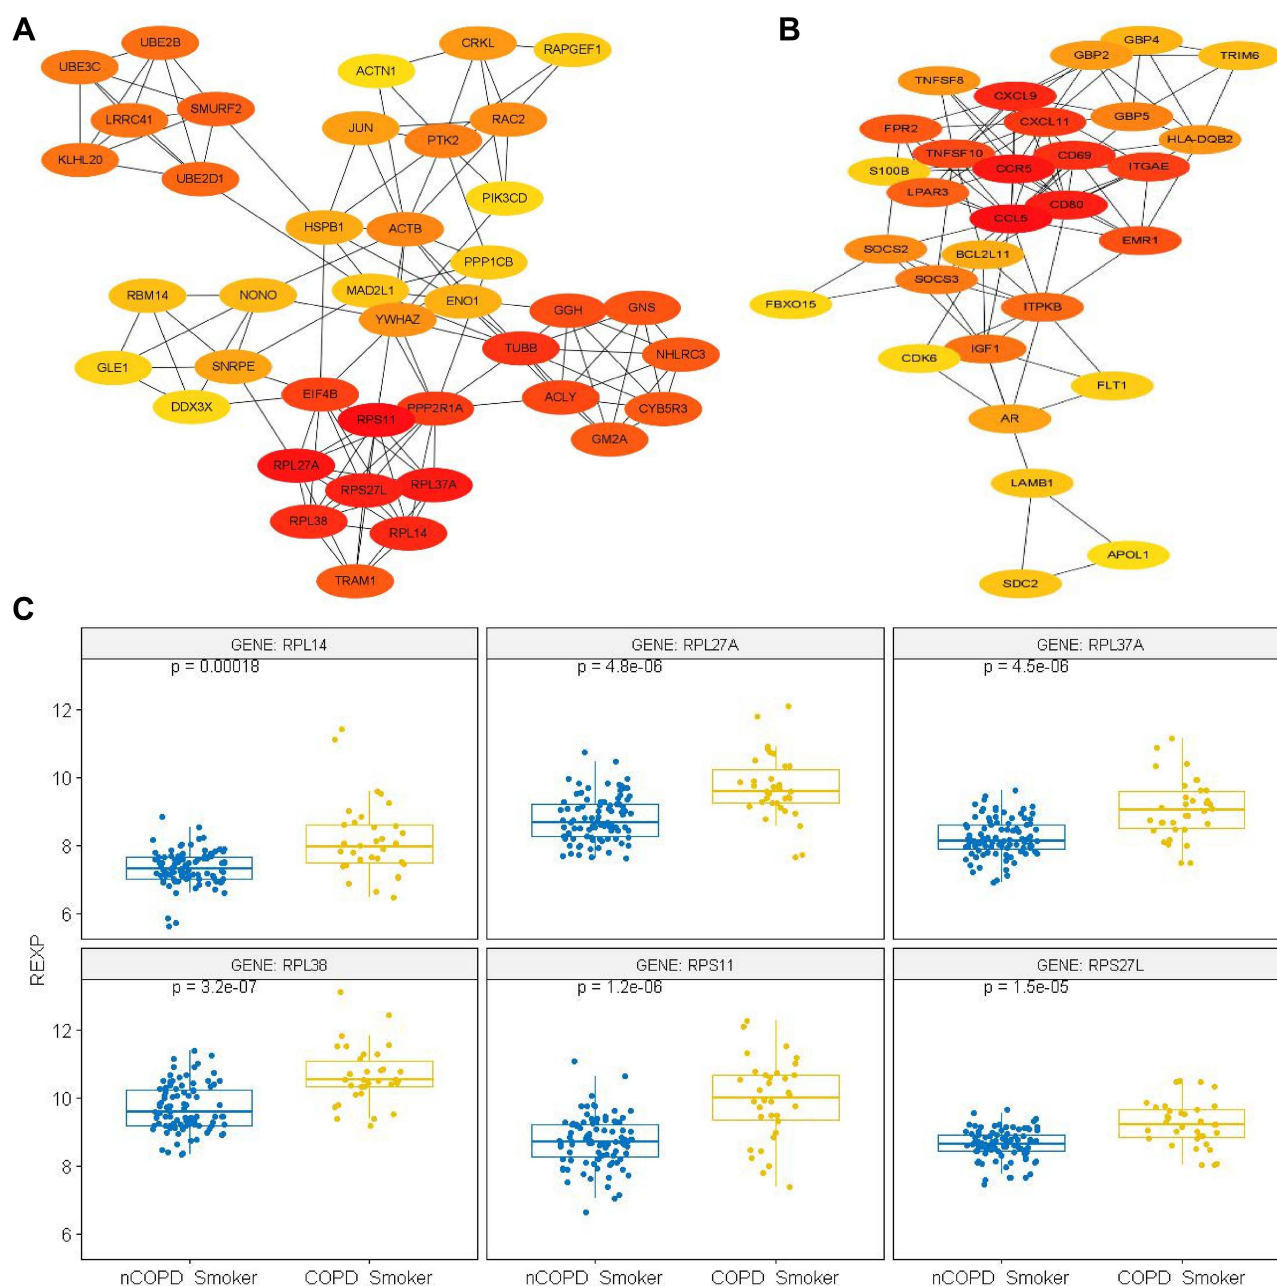 A
B
UBE2B
UBE3C
LRRC41
SMURF2
KLHL20
UBE2D1
ACTN1
CRKL
RAPGEF1
JUN
PTK2
RAC2
PIK3CD
HSPB1
ACTB
PPP1CB
MAD2L1
ENO1
YWHAZ
RBM14
NONO
GLE1
SNRPE
DDX3X
TUBB
GGH
GNS
NHLRC3
ACLY
CYB5R3
GM2A
EIF4B
RPS11
PPP2R1A
RPL27A
RPS27L
RPL37A
RPL38
RPL14
TRAM1
GBP4
GBP2
TRIM6
TNFSF8
CXCL9
GBP5
FPR2
CXCL11
HLA-DQB2
TNFSF10
CD69
S100B
CCR5
ITGAE
LPAR3
CD80
CCL5
EMR1
SOCS2
BCL2L11
SOCS3
FBXO15
ITPKB
CDK6
IGF1
FLT1
AR
LAMB1
APOL1
SDC2
C
GENE: RPL14
GENE: RPL27A
GENE: RPL37A
p = 0.00018
p = 4.8e-06
p = 4.5e-06
12
10
8
6
REXP
GENE: RPL38
GENE: RPS11
GENE: RPS27L
p = 3.2e-07
p = 1.2e-06
p = 1.5e-05
12
10
8
6
nCOPD_Smoker COPD_Smoker nCOPD_Smoker COPD_Smoker nCOPD_Smoker COPD_Smoker